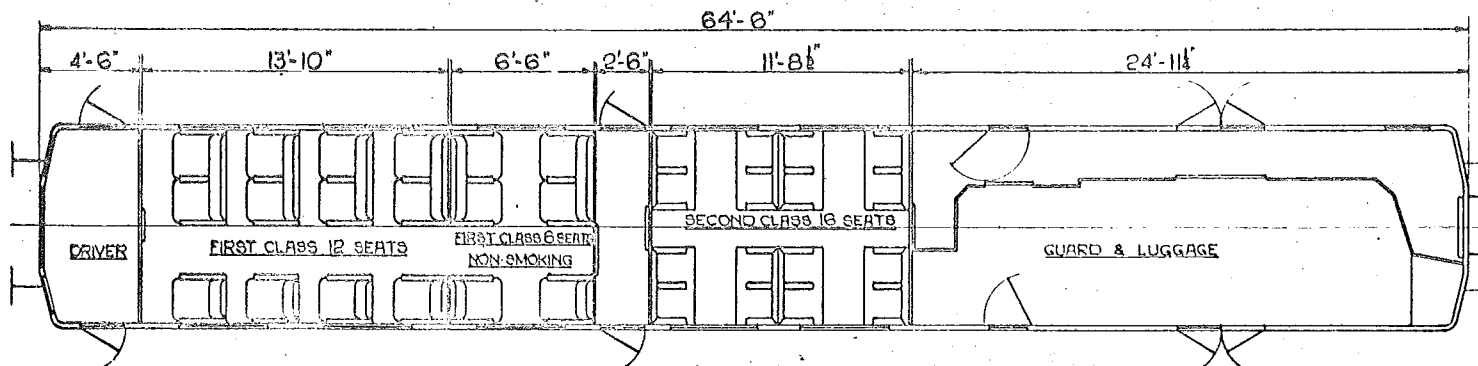 64'-6"
4'-6" 13'-10" 6'-6" 2'-6" 11'-8½" 24'-11¼"
DRIVER
FIRST CLASS 12 SEATS
FIRST CLASS 6 SEATS
NON-SMOKING
SECOND CLASS 16 SEATS
GUARD & LUGGAGE